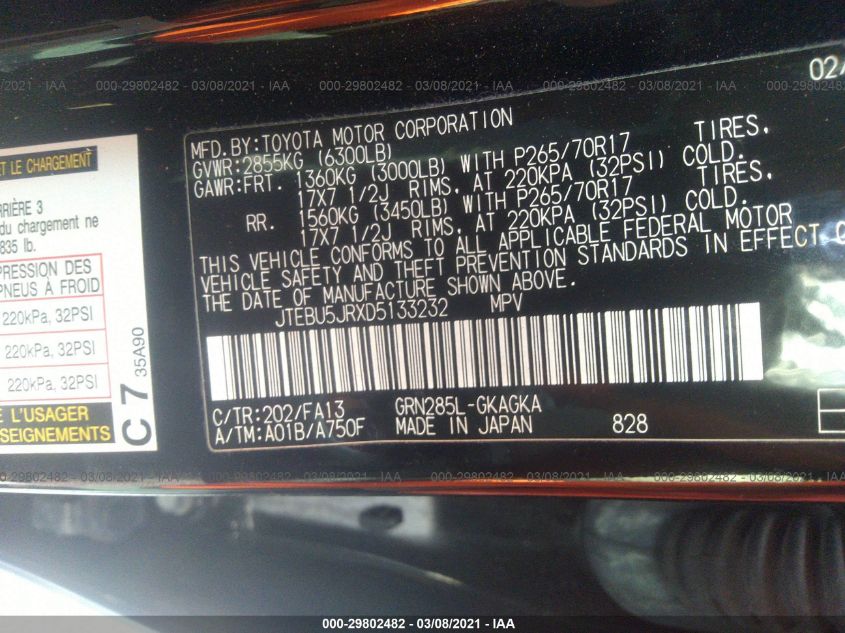 000-29802482 - 03/08/2021 - IAA
02/
MFD.BY:TOYOTA MOTOR CORPORATION
GVWR:2855KG (6300LB)
GAWR:FRT. 1360KG (3000LB) WITH P265/70R17 TIRES,
17X7 1/2J RIMS, AT 220KPA (32PSI) COLD.
RR. 1560KG (3450LB) WITH P265/70R17 TIRES,
17X7 1/2J RIMS, AT 220KPA (32PSI) COLD.
THIS VEHICLE CONFORMS TO ALL APPLICABLE FEDERAL MOTOR
VEHICLE SAFETY AND THEFT PREVENTION STANDARDS IN EFFECT O
THE DATE OF MANUFACTURE SHOWN ABOVE.
JTEBU5JRXD5133232 MPV
C/TR:202/FA13 GRN285L-GKAGKA
A/TM:A01B/A750F MADE IN JAPAN 828
ET LE CHARGEMENT
RRIÈRE 3
du chargement ne
835 lb.
PRESSION DES
PNEUS À FROID
220kPa, 32PSI
220kPa, 32PSI
220kPa, 32PSI
E L'USAGER
SEIGNEMENTS
C 7
35A90
000-29802482 - 03/08/2021 - IAA